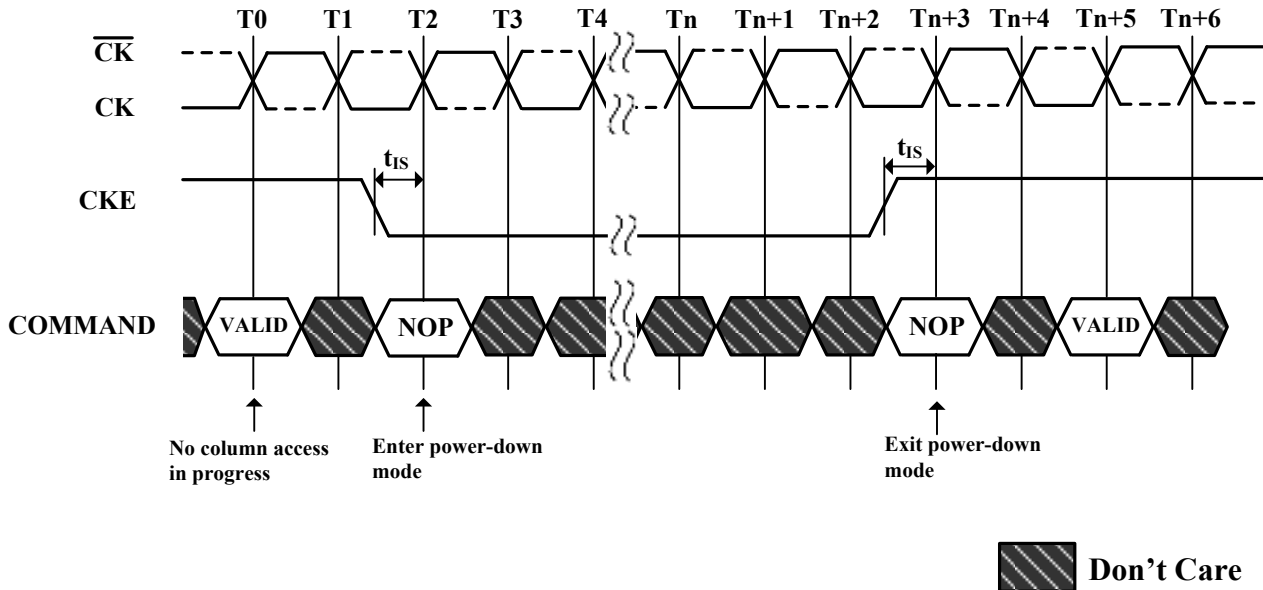 T0 T1 T2 T3 T4 Tn Tn+1 Tn+2 Tn+3 Tn+4 Tn+5 Tn+6
CK
CK
tIS tIS
CKE
COMMAND VALID NOP NOP VALID
No column access
in progress
Enter power-down
mode
Exit power-down
mode
Don't Care